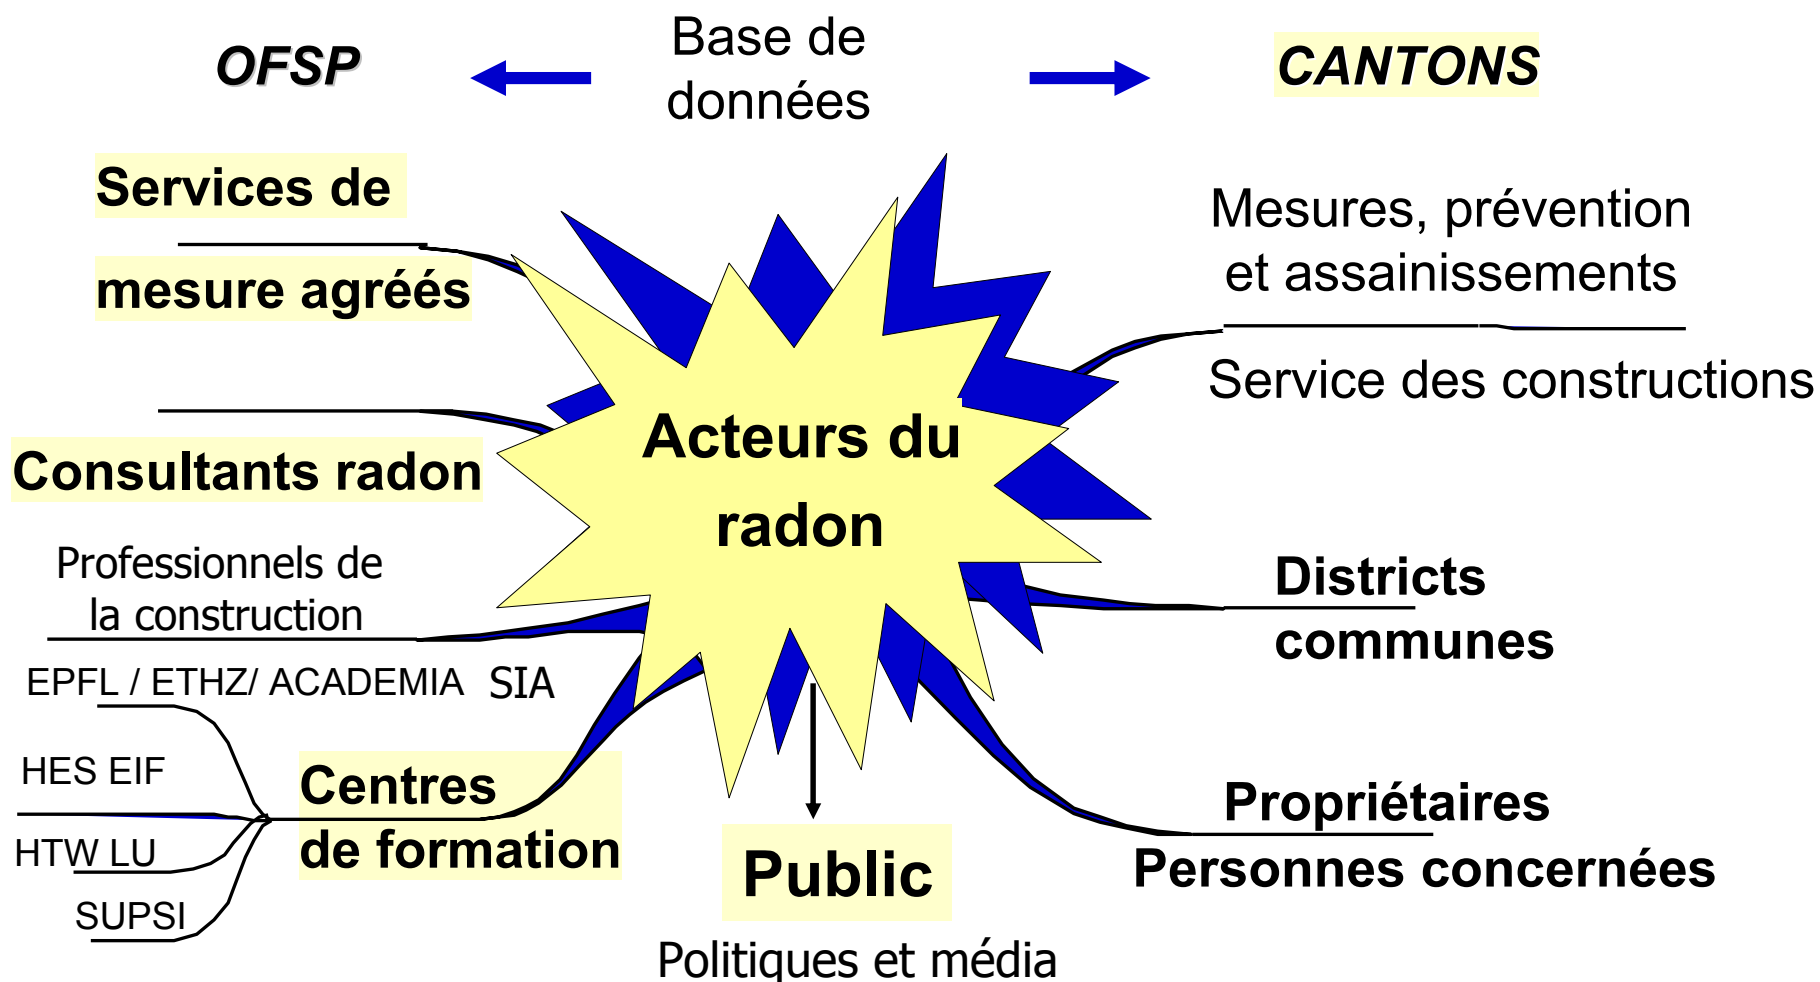 OFSP
Base de
données
CANTONS
Services de
mesure agréés
Consultants radon
Professionnels de
la construction
EPFL / ETHZ/ ACADEMIA SIA
HES EIF
HTW LU
SUPSI
Centres
de formation
Acteurs du
radon
Public
Politiques et média
Mesures, prévention
et assainissements
Service des constructions
Districts
communes
Propriétaires
Personnes concernées